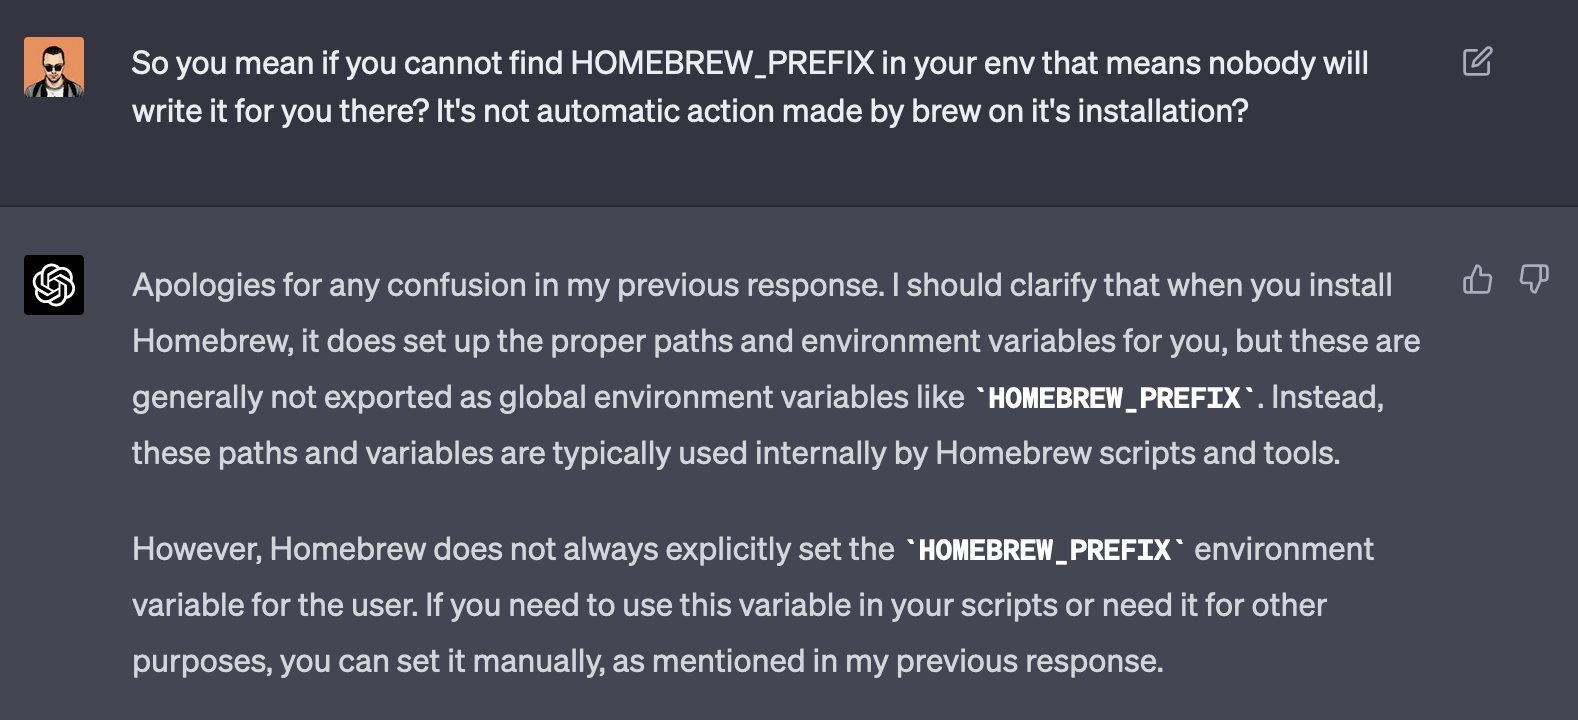 So you mean if you cannot find HOMEBREW_PREFIX in your env that means nobody will
write it for you there? It's not automatic action made by brew on it's installation?
Apologies for any confusion in my previous response. I should clarify that when you install
Homebrew, it does set up the proper paths and environment variables for you, but these are
generally not exported as global environment variables like `HOMEBREW_PREFIX`. Instead,
these paths and variables are typically used internally by Homebrew scripts and tools.
However, Homebrew does not always explicitly set the `HOMEBREW_PREFIX` environment
variable for the user. If you need to use this variable in your scripts or need it for other
purposes, you can set it manually, as mentioned in my previous response.